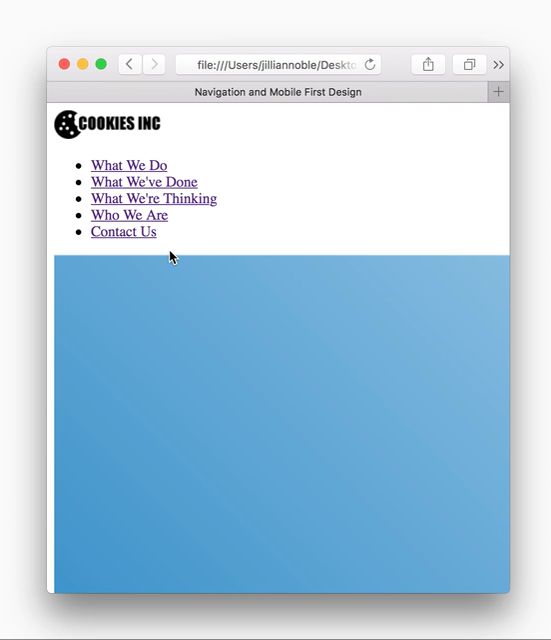 file:///Users/jilliannoble/Deskto
Navigation and Mobile First Design
COOKIES INC
What We Do
What We've Done
What We're Thinking
Who We Are
Contact Us